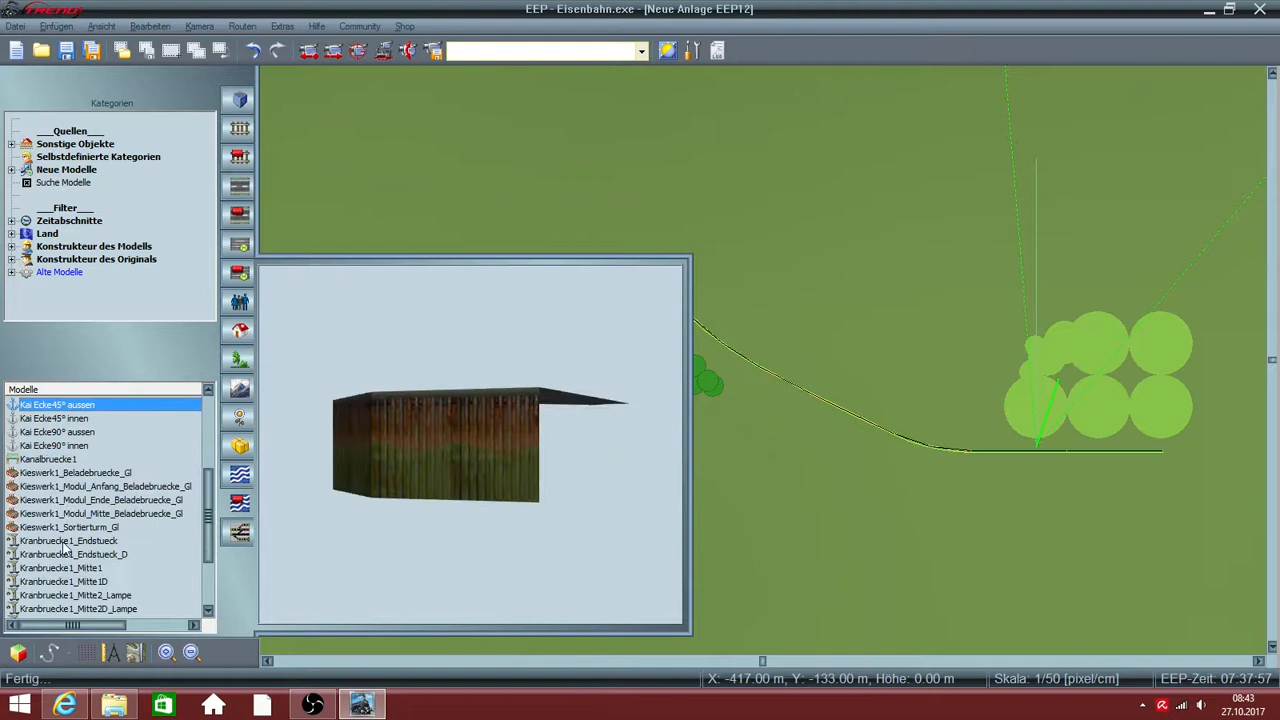 TREND
EEP - Eisenbahn.exe - [Neue Anlage EEP12]
Datei Einfügen Ansicht Bearbeiten Kamera Routen Extras Hilfe Community Shop
Kategorien
___Quellen___
Sonstige Objekte
Selbstdefinierte Kategorien
Neue Modelle
Suche Modelle
___Filter___
Zeitabschnitte
Land
Konstrukteur des Modells
Konstrukteur des Originals
Alte Modelle
Modelle
Kai Ecke45° aussen
Kai Ecke45° innen
Kai Ecke90° aussen
Kai Ecke90° innen
Kanalbruecke1
Kieswerk1_Beladebruecke_Gl
Kieswerk1_Modul_Anfang_Beladebruecke_Gl
Kieswerk1_Modul_Ende_Beladebruecke_Gl
Kieswerk1_Modul_Mitte_Beladebruecke_Gl
Kieswerk1_Sortierturm_Gl
Kranbruecke1_Endstueck
Kranbruecke1_Endstueck_D
Kranbruecke1_Mitte1
Kranbruecke1_Mitte1D
Kranbruecke1_Mitte2_Lampe
Kranbruecke1_Mitte2D_Lampe
Fertig... X: -417.00 m, Y: -133.00 m, Höhe: 0.00 m Skala: 1/50 [pixel/cm] EEP-Zeit: 07:37:57
08:43
27.10.2017